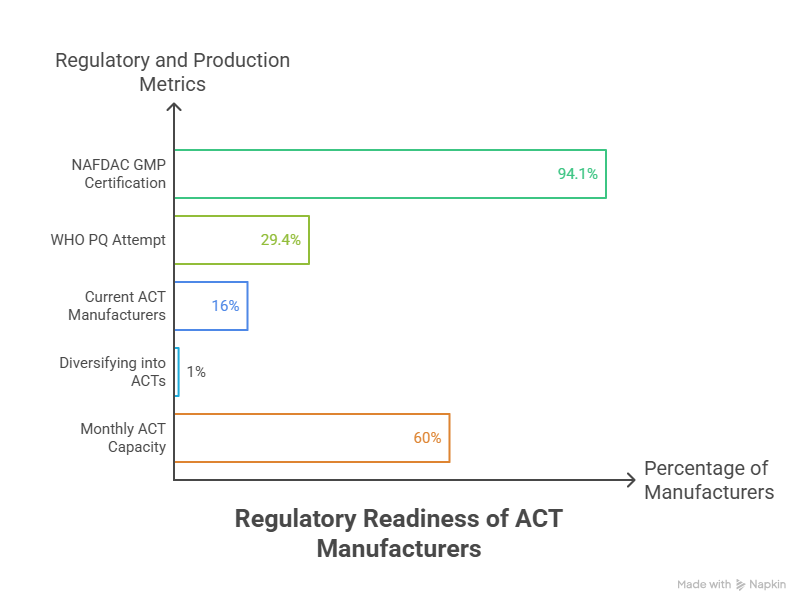 Regulatory and Production
Metrics
NAFDAC GMP
Certification
94.1%
WHO PQ Attempt
29.4%
Current ACT
Manufacturers
16%
Diversifying into
ACTs
1%
Monthly ACT
Capacity
60%
Percentage of
Manufacturers
Regulatory Readiness of ACT
Manufacturers
Made with Napkin